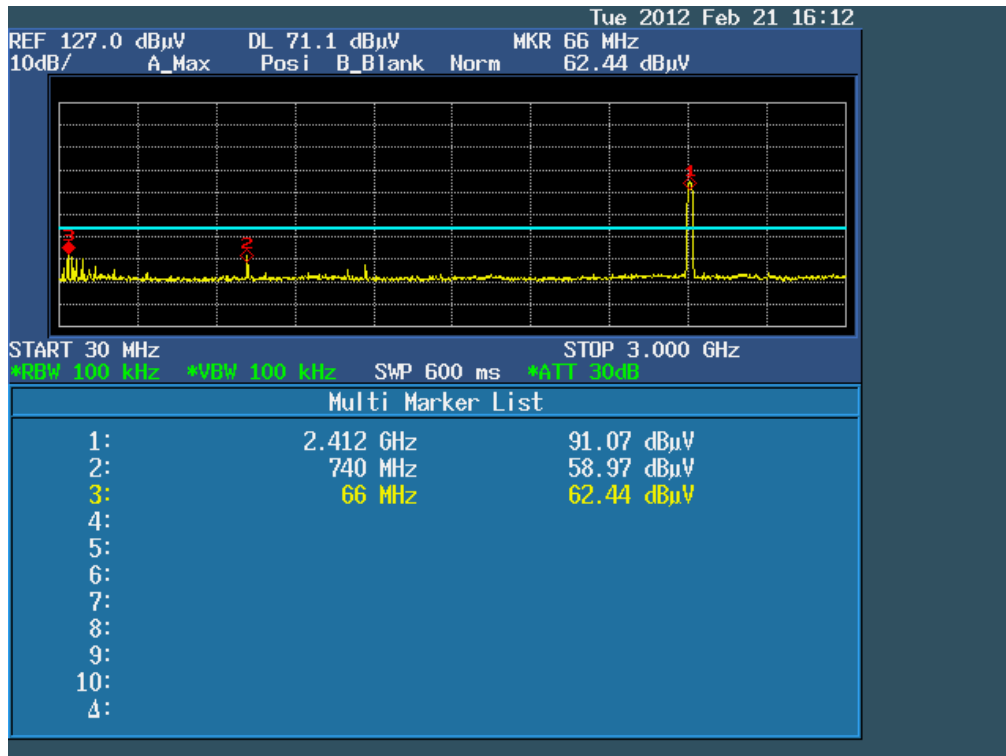 Tue 2012 Feb 21 16:12
REF 127.0 dBµV DL 71.1 dBµV MKR 66 MHz
10dB/ A_Max Posi B_Blank Norm 62.44 dBµV
1
3
2
START 30 MHz STOP 3.000 GHz
*RBW 100 kHz *VBW 100 kHz SWP 600 ms *ATT 30dB
Multi Marker List
1: 2.412 GHz 91.07 dBµV
2: 740 MHz 58.97 dBµV
3: 66 MHz 62.44 dBµV
4:
5:
6:
7:
8:
9:
10:
Δ: